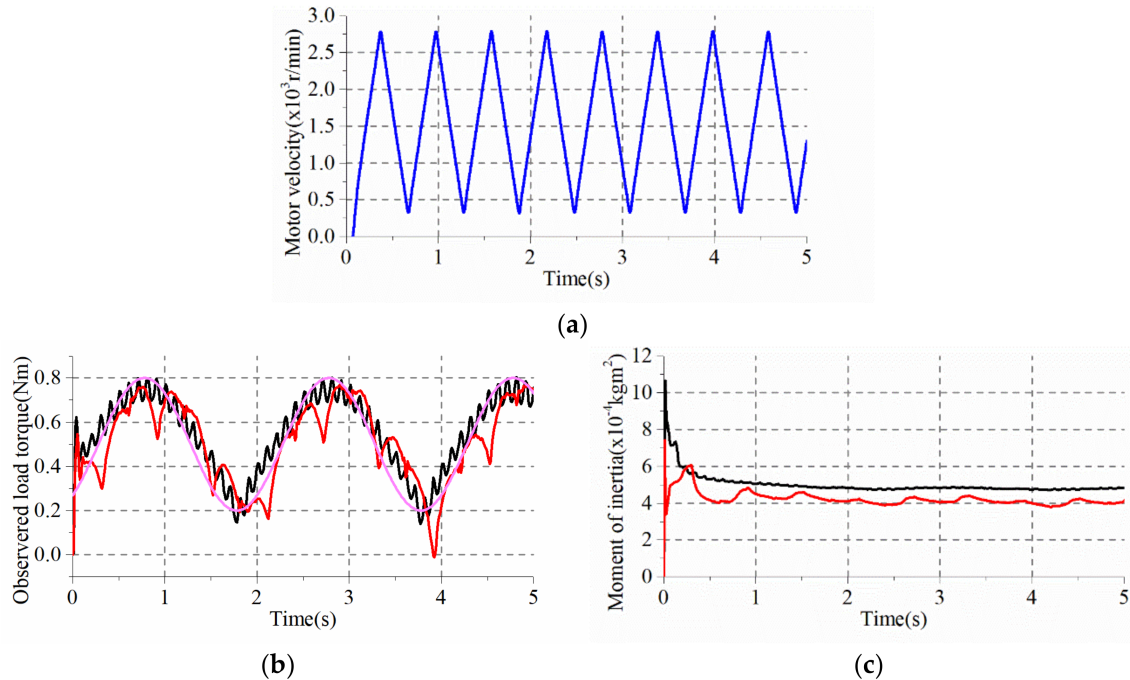 Motor velocity(x10³r/min)
3.0
2.5
2.0
1.5
1.0
0.5
0.0
0 1 2 3 4 5
Time(s)
(a)
Observered load torque(Nm)
0.8
0.6
0.4
0.2
0.0
0 1 2 3 4 5
Time(s)
(b)
Moment of inertia(x10⁻⁴kgm²)
12
10
8
6
4
2
0
0 1 2 3 4 5
Time(s)
(c)